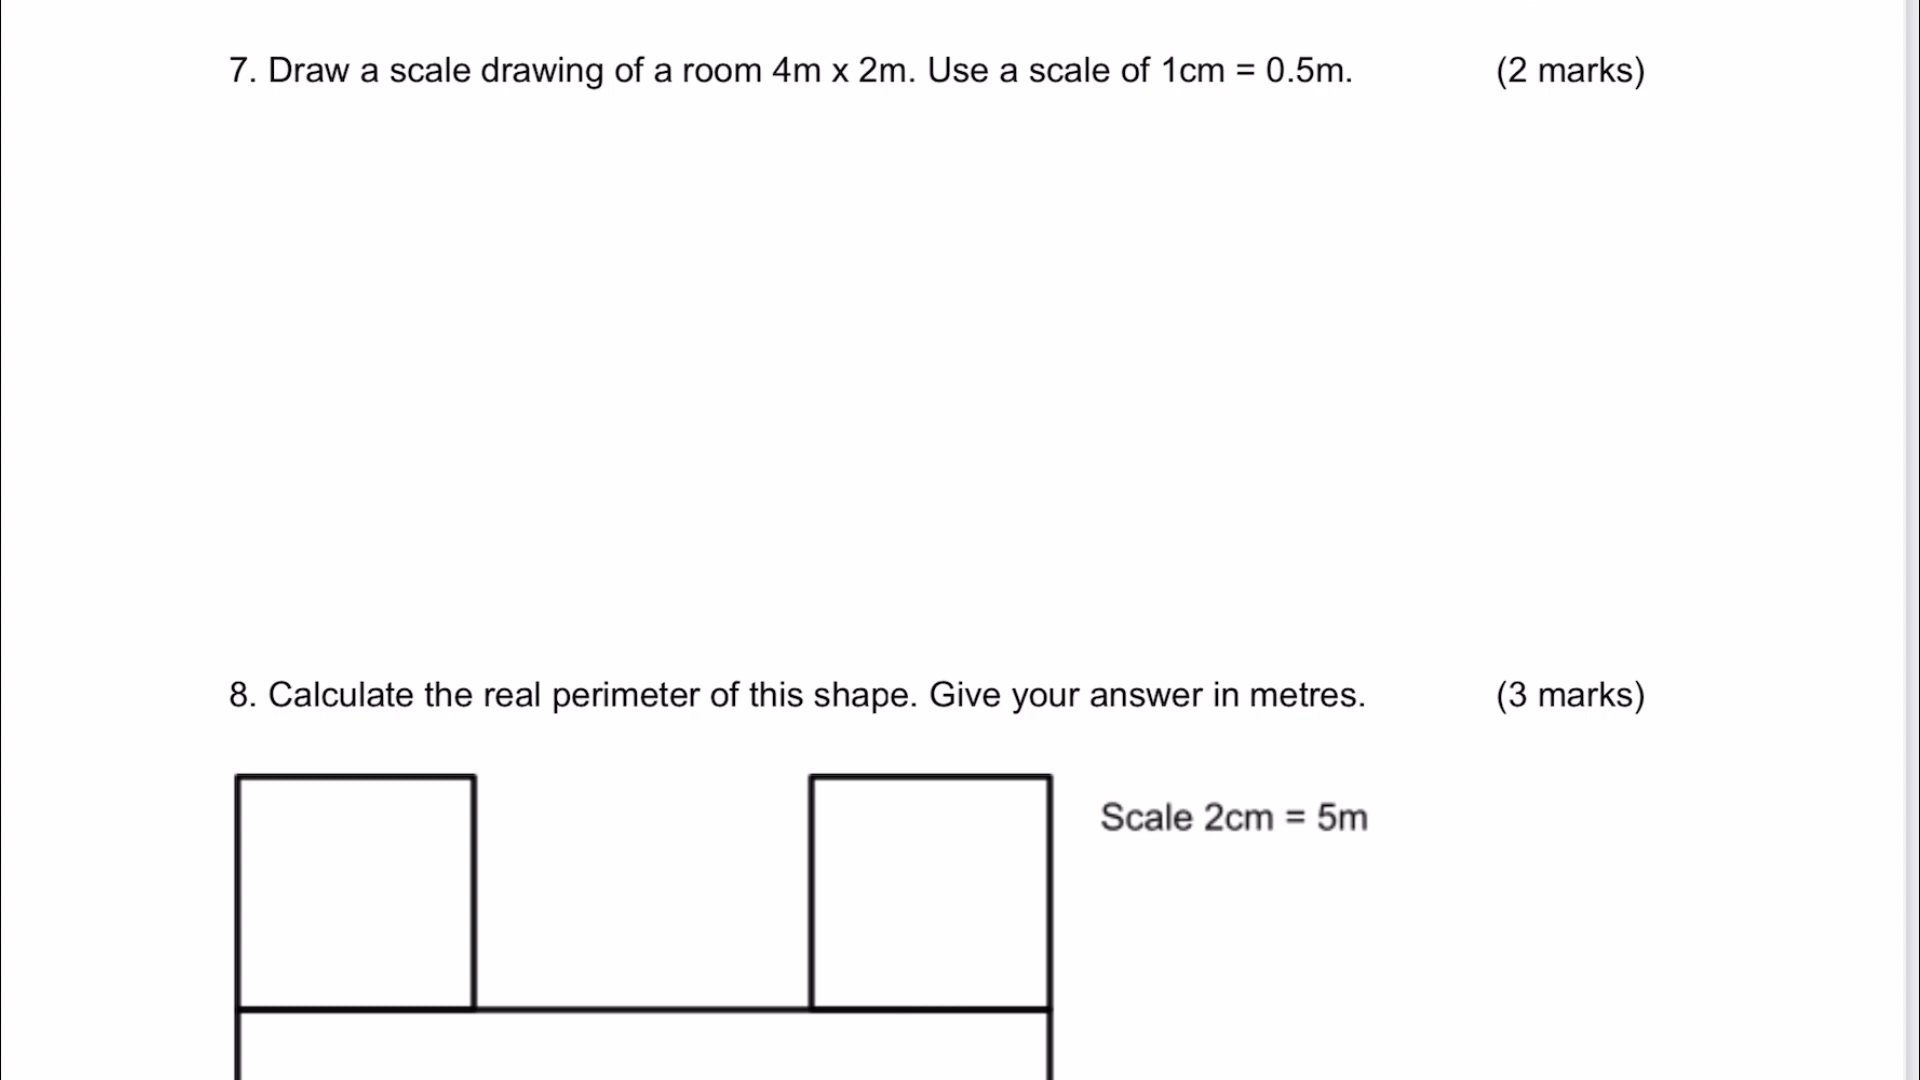 7. Draw a scale drawing of a room 4m x 2m. Use a scale of 1cm = 0.5m. (2 marks)
8. Calculate the real perimeter of this shape. Give your answer in metres. (3 marks)
Scale 2cm = 5m